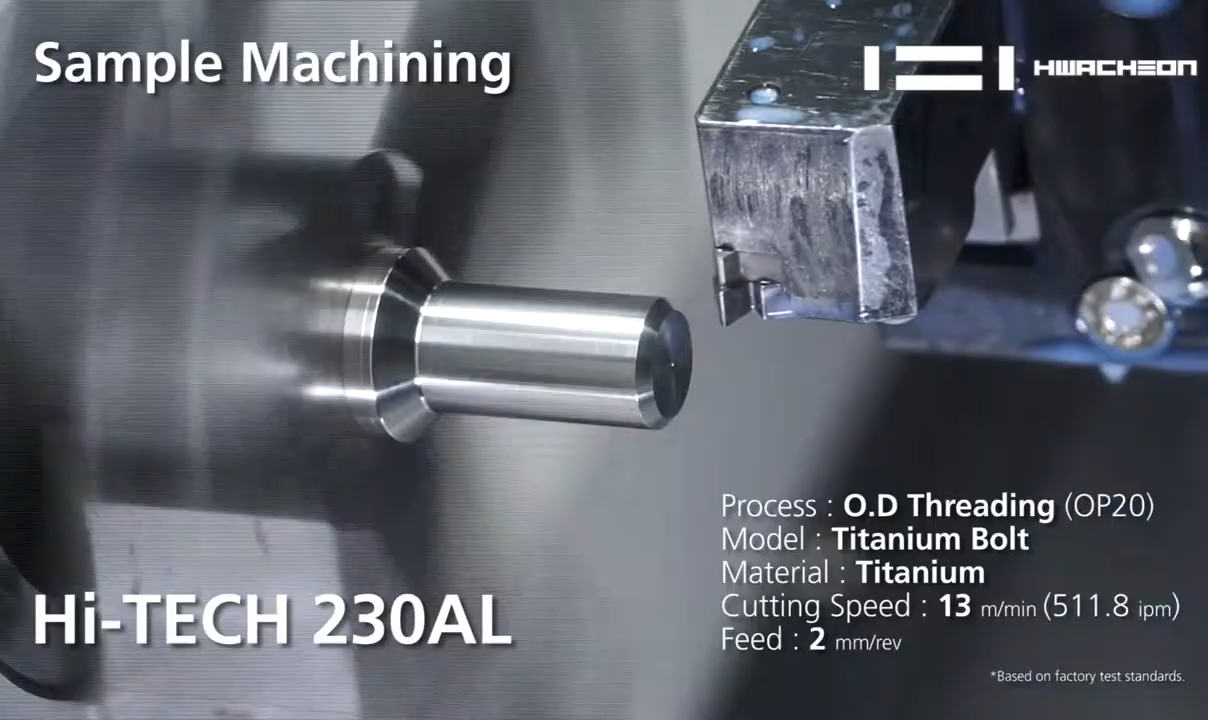 Sample Machining
HWACHEON
Process : O.D Threading (OP20)
Model : Titanium Bolt
Material : Titanium
Cutting Speed : 13 m/min (511.8 ipm)
Feed : 2 mm/rev
Hi-TECH 230AL
*Based on factory test standards.